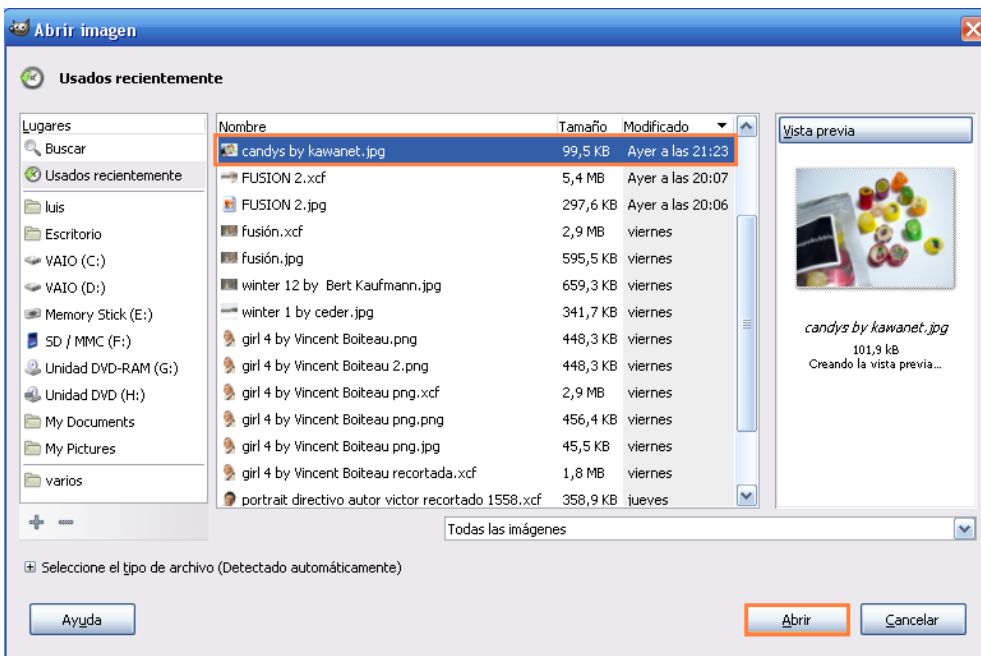 Abrir imagen
Usados recientemente
Lugares
Buscar
Usados recientemente
luis
Escritorio
VAIO (C:)
VAIO (D:)
Memory Stick (E:)
SD / MMC (F:)
Unidad DVD-RAM (G:)
Unidad DVD (H:)
My Documents
My Pictures
varios
Nombre Tamaño Modificado
candys by kawanet.jpg 99,5 KB Ayer a las 21:23
FUSION 2.xcf 5,4 MB Ayer a las 20:07
FUSION 2.jpg 297,6 KB Ayer a las 20:06
fusión.xcf 2,9 MB viernes
fusión.jpg 595,5 KB viernes
winter 12 by Bert Kaufmann.jpg 659,3 KB viernes
winter 1 by ceder.jpg 341,7 KB viernes
girl 4 by Vincent Boiteau.png 448,3 KB viernes
girl 4 by Vincent Boiteau 2.png 448,3 KB viernes
girl 4 by Vincent Boiteau png.xcf 2,9 MB viernes
girl 4 by Vincent Boiteau png.png 456,4 KB viernes
girl 4 by Vincent Boiteau png.jpg 45,5 KB viernes
girl 4 by Vincent Boiteau recortada.xcf 1,8 MB viernes
portrait directivo autor victor recortado 1558.xcf 358,9 KB jueves
Vista previa
candys by kawanet.jpg
101,9 kB
Creando la vista previa...
Todas las imágenes
Seleccione el tipo de archivo (Detectado automáticamente)
Ayuda
Abrir
Cancelar